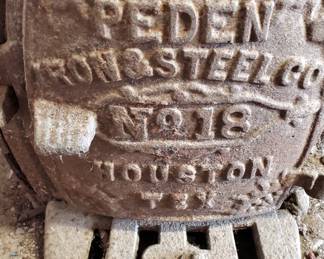 PEDEN
IRON & STEEL CO
No 18
HOUSTON
TEX